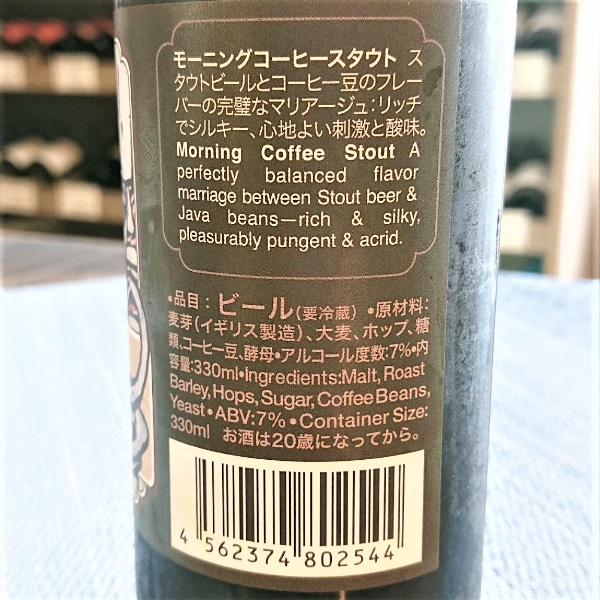 モーニングコーヒースタウト ス
タウトビールとコーヒー豆のフレー
バーの完璧なマリアージュ:リッチ
でシルキー、心地よい刺激と酸味。
Morning Coffee Stout A
perfectly balanced flavor
marriage between Stout beer &
Java beans—rich & silky,
pleasurably pungent & acrid.
•品目:ビール(要冷蔵) •原材料:
麦芽(イギリス製造)、大麦、ホップ、糖
類、コーヒー豆、酵母•アルコール度数:7%•内
容量:330ml•Ingredients:Malt, Roast
Barley, Hops, Sugar, Coffee Beans,
Yeast • ABV:7% • Container Size:
330ml お酒は20歳になってから。
4 562374 802544